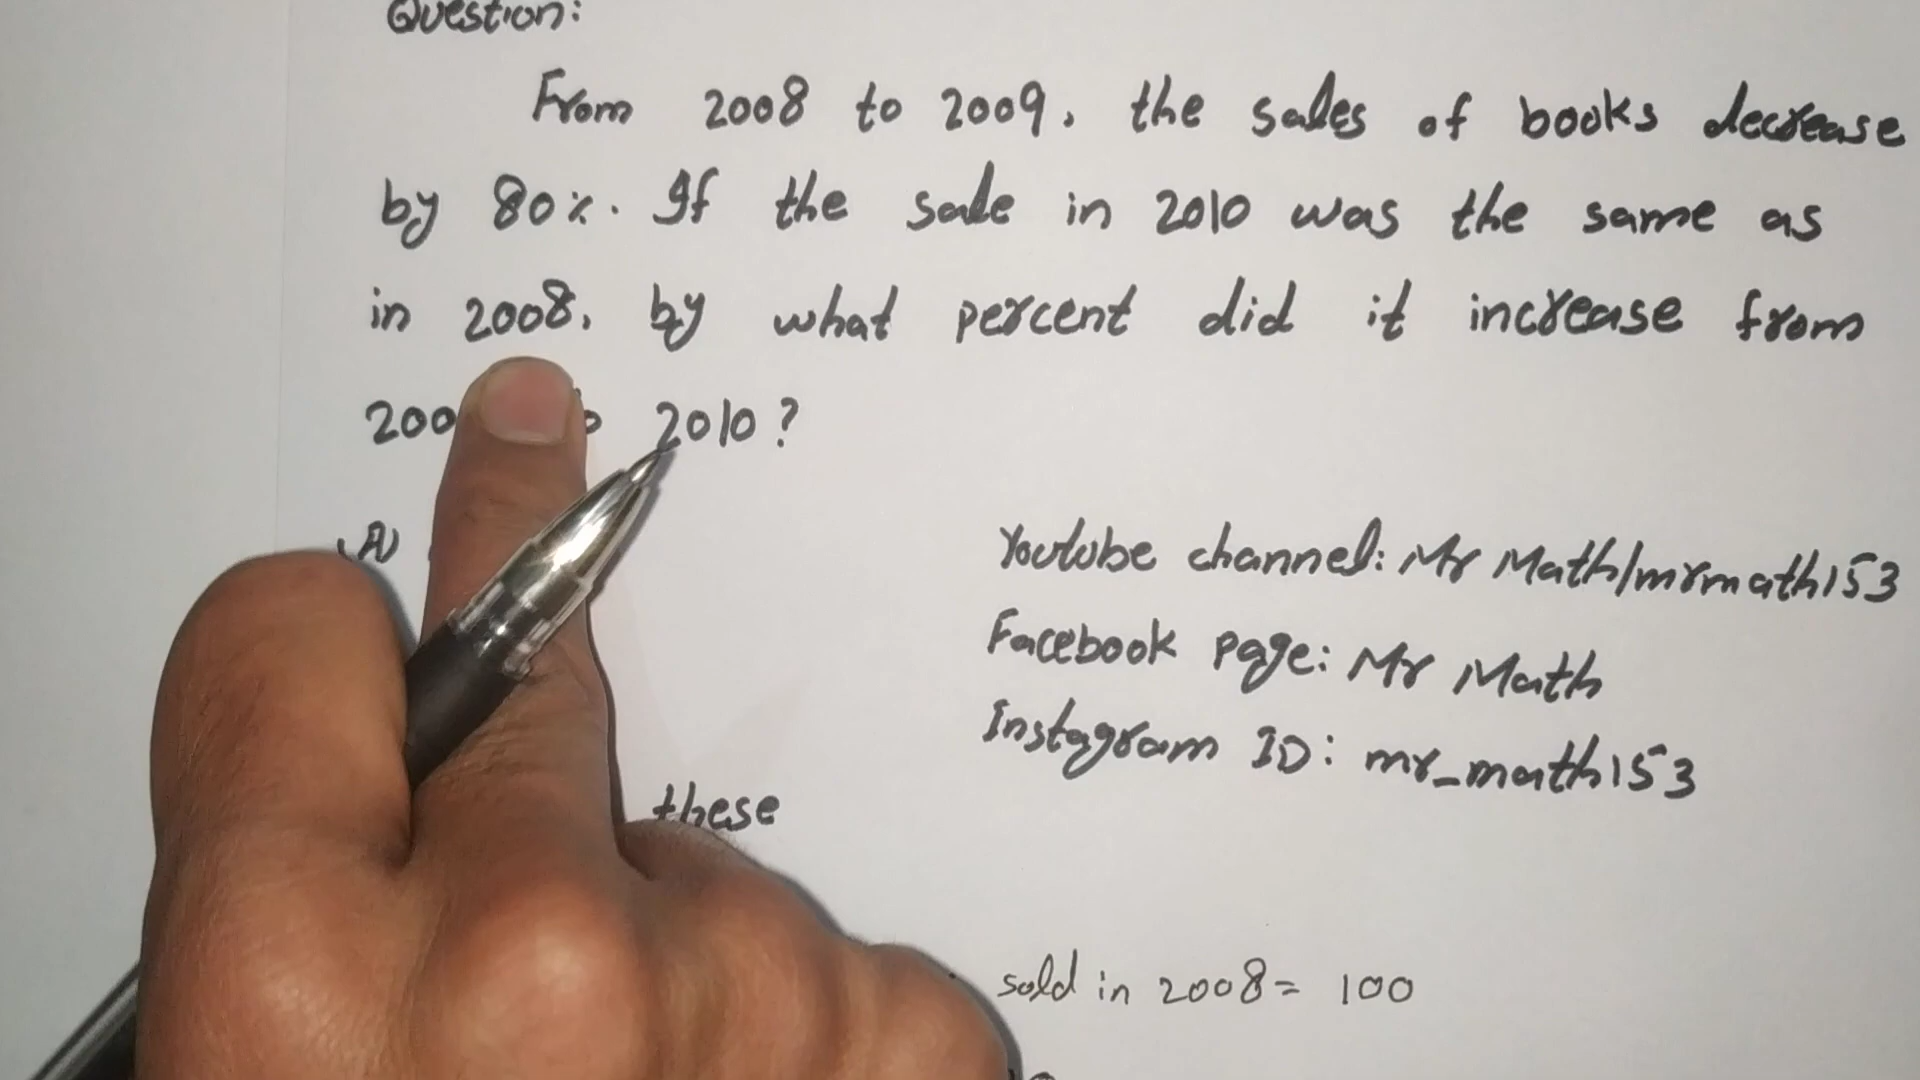 Question:
From 2008 to 2009, the sales of books decrease
by 80%. If the sale in 2010 was the same as
in 2008, by what percent did it increase from
2010?
(A)
Youtube channel: Mr Math/mrmath153
Facebook page: Mr Math
Instagram ID: mr_math153
these
sold in 2008 = 100